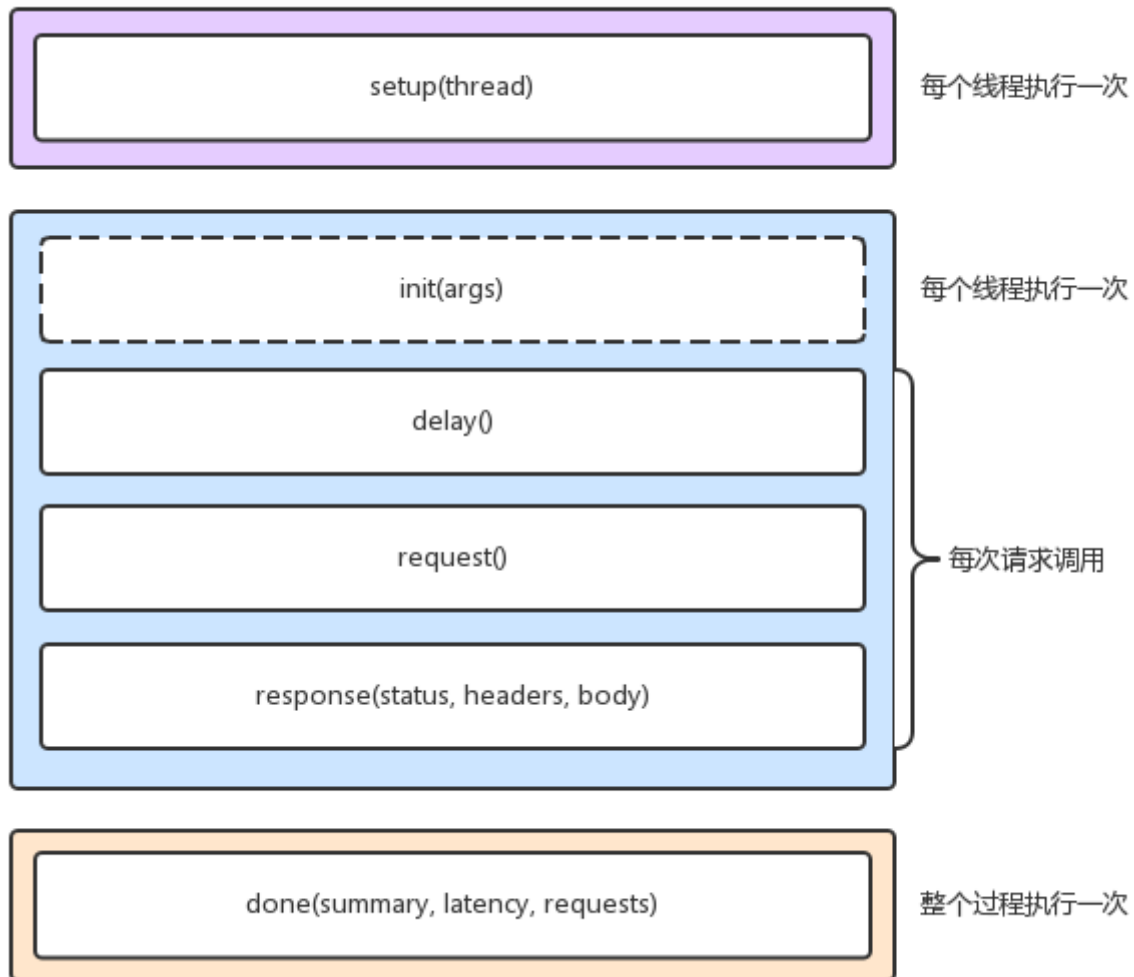 setup(thread)
每个线程执行一次
init(args)
每个线程执行一次
delay()
request()
每次请求调用
response(status, headers, body)
done(summary, latency, requests)
整个过程执行一次